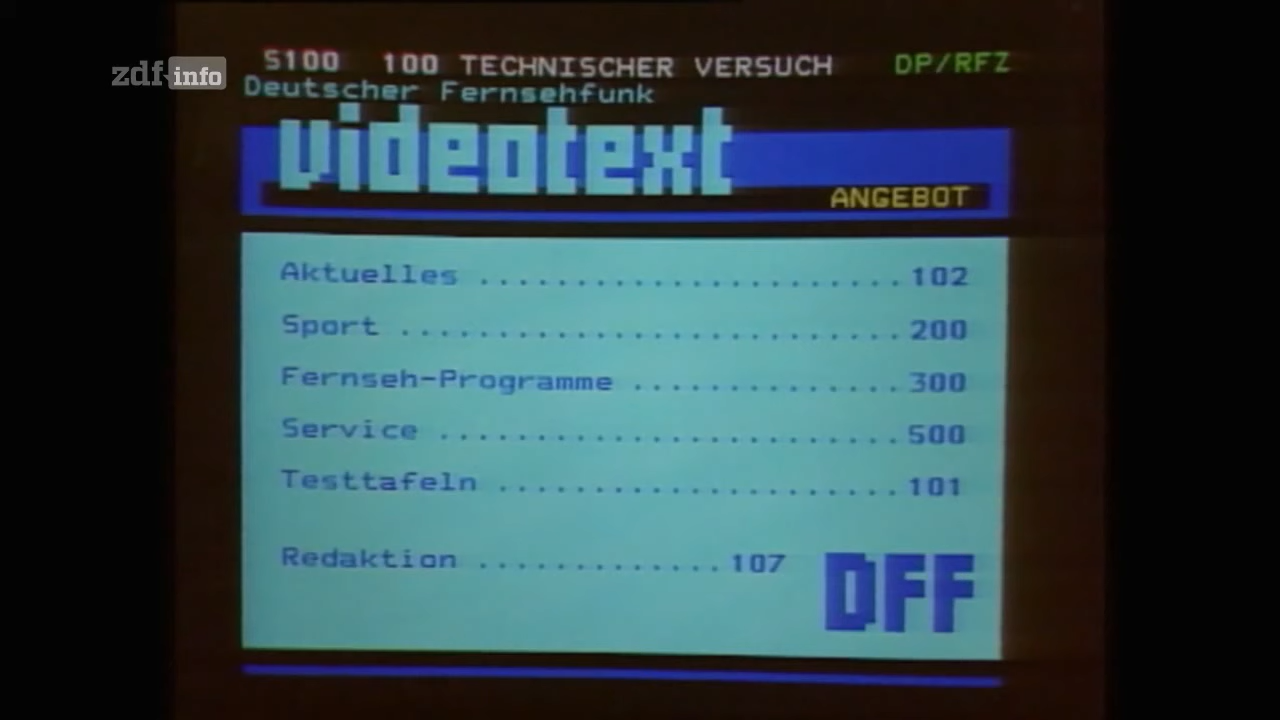 zdf info
S100 100 TECHNISCHER VERSUCH DP/RFZ
Deutscher Fernsehfunk
videotext
ANGEBOT
Aktuelles ......................102
Sport ..........................200
Fernseh-Programme ..............300
Service ........................500
Testtafeln .....................101
Redaktion .............107
DFF